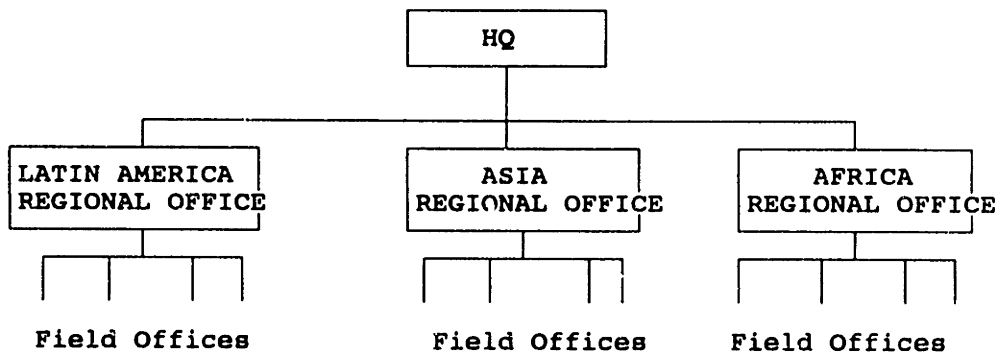 HQ
LATIN AMERICA
REGIONAL OFFICE
ASIA
REGIONAL OFFICE
AFRICA
REGIONAL OFFICE
Field Offices
Field Offices
Field Offices